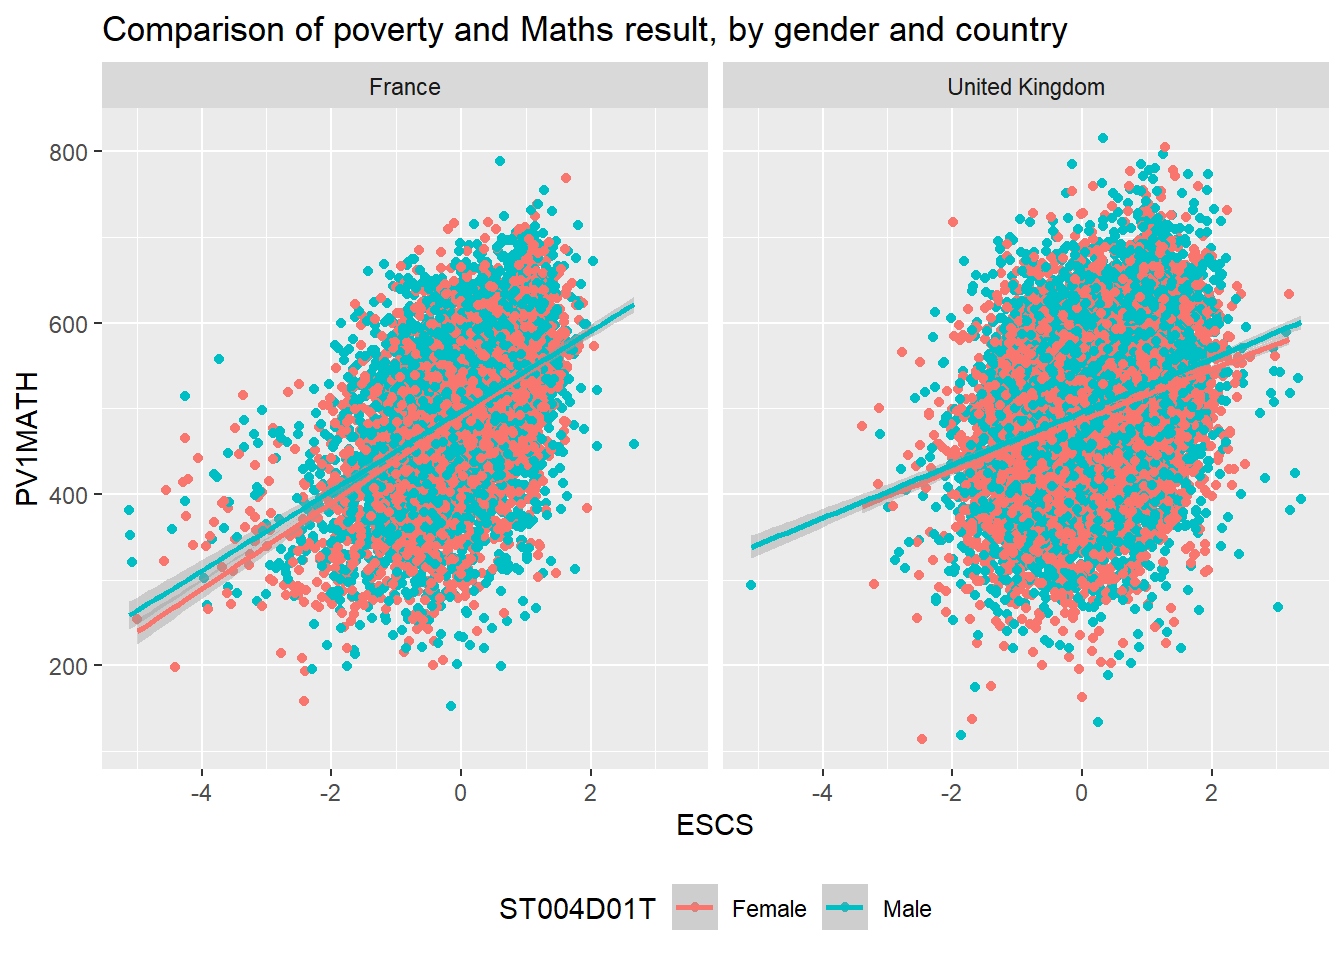 Comparison of poverty and Maths result, by gender and country
France
United Kingdom
PV1MATH
800
600
400
200
-4
-2
0
2
-4
-2
0
2
ESCS
ST004D01T
Female
Male